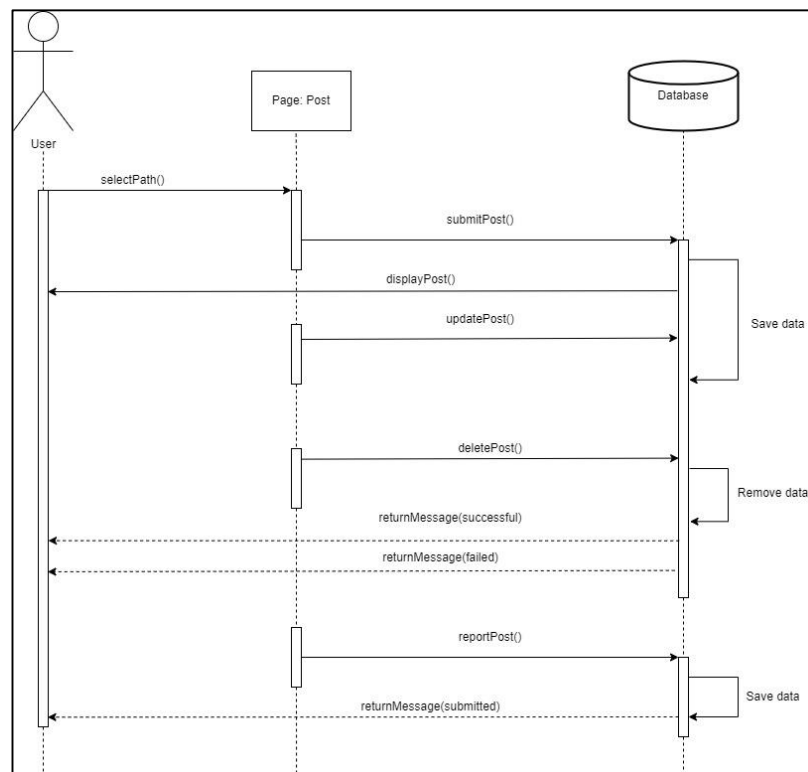 User
Page: Post
Database
selectPath()
submitPost()
displayPost()
updatePost()
Save data
deletePost()
Remove data
returnMessage(successful)
returnMessage(failed)
reportPost()
Save data
returnMessage(submitted)